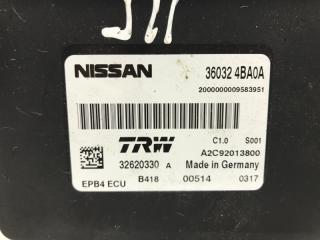 NISSAN 36032 4BA0A
2000000009583951
TRW C1.0 S001
A2C92013800
32620330 A Made in Germany
EPB4 ECU B418 00514 0317